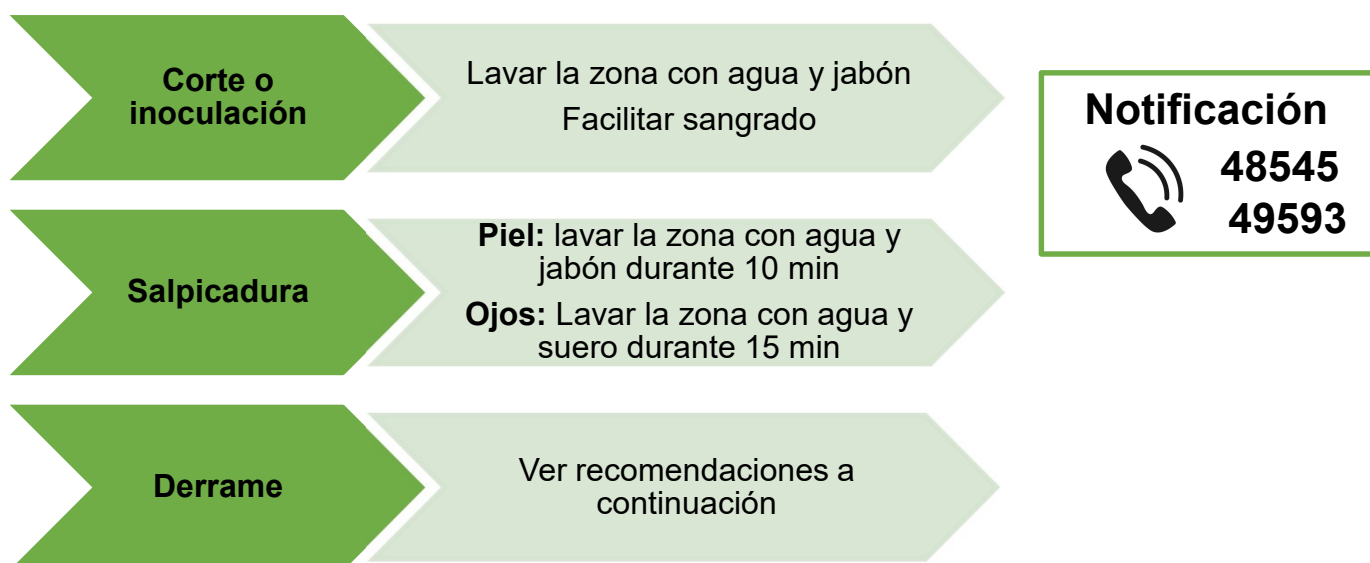 Corte o
inoculación
Lavar la zona con agua y jabón
Facilitar sangrado
Notificación
48545
49593
Salpicadura
Piel: lavar la zona con agua y
jabón durante 10 min
Ojos: Lavar la zona con agua y
suero durante 15 min
Derrame
Ver recomendaciones a
continuación